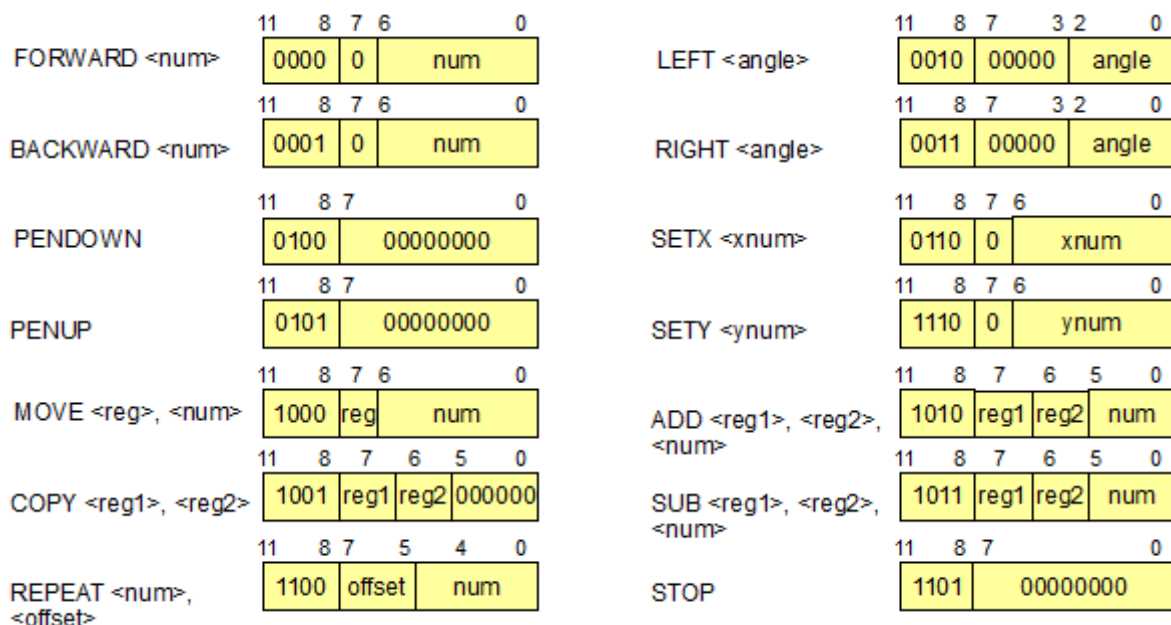 11 8 7 6 0
FORWARD <num> 0000 0 num
11 8 7 6 0
BACKWARD <num> 0001 0 num
11 8 7 0
PENDOWN 0100 00000000
11 8 7 0
PENUP 0101 00000000
11 8 7 6 0
MOVE <reg>, <num> 1000 reg num
11 8 7 6 5 0
COPY <reg1>, <reg2> 1001 reg1 reg2 000000
11 8 7 5 4 0
REPEAT <num>, 1100 offset num
<offset>
11 8 7 3 2 0
LEFT <angle> 0010 00000 angle
11 8 7 3 2 0
RIGHT <angle> 0011 00000 angle
11 8 7 6 0
SETX <xnum> 0110 0 xnum
11 8 7 6 0
SETY <ynum> 1110 0 ynum
11 8 7 6 5 0
ADD <reg1>, <reg2>, 1010 reg1 reg2 num
<num>
11 8 7 6 5 0
SUB <reg1>, <reg2>, 1011 reg1 reg2 num
<num>
11 8 7 0
STOP 1101 00000000